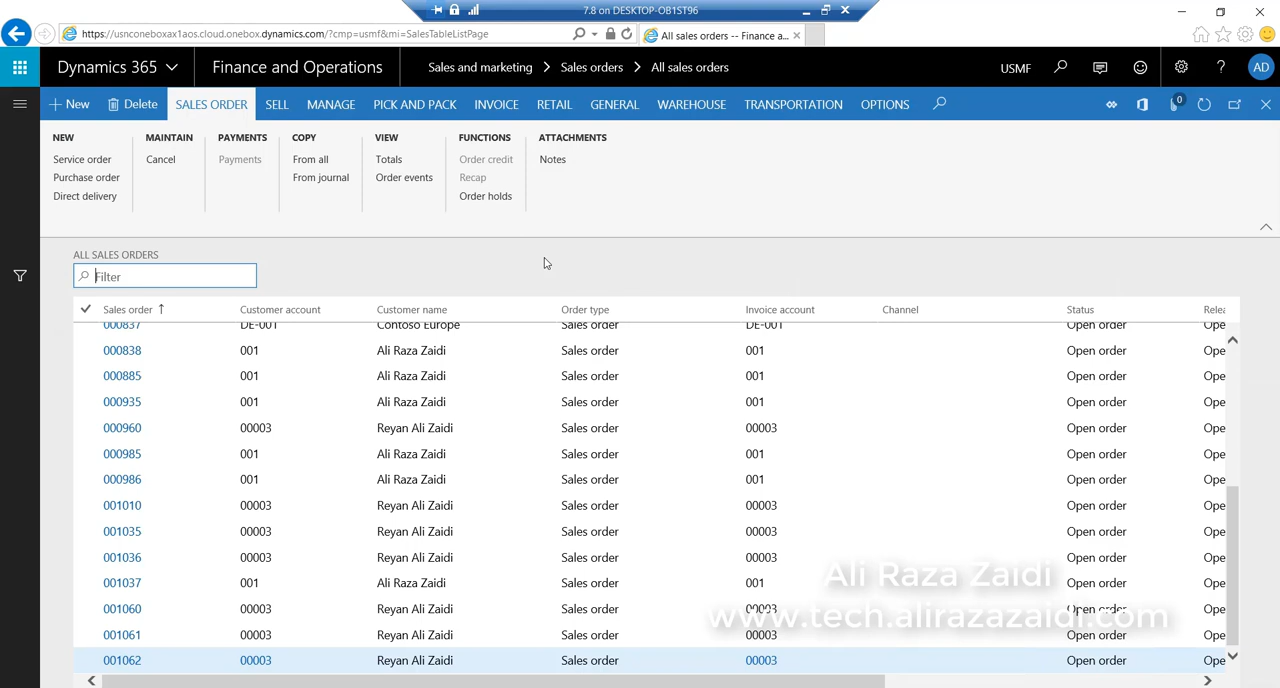 7.8 on DESKTOP-OB1ST96
https://usnconeboxax1aos.cloud.onebox.dynamics.com/?cmp=usmf&mi=SalesTableListPage
All sales orders -- Finance a...
Dynamics 365
Finance and Operations
Sales and marketing > Sales orders > All sales orders
USMF
AD
New Delete SALES ORDER SELL MANAGE PICK AND PACK INVOICE RETAIL GENERAL WAREHOUSE TRANSPORTATION OPTIONS
0
NEW MAINTAIN PAYMENTS COPY VIEW FUNCTIONS ATTACHMENTS
Service order Cancel Payments From all Totals Order credit Notes
Purchase order From journal Order events Recap
Direct delivery Order holds
ALL SALES ORDERS
Filter
Sales order Customer account Customer name Order type Invoice account Channel Status Relea
000837 DE-001 Contoso Europe Sales order DE-001 Open order Ope
000838 001 Ali Raza Zaidi Sales order 001 Open order Ope
000885 001 Ali Raza Zaidi Sales order 001 Open order Ope
000935 001 Ali Raza Zaidi Sales order 001 Open order Ope
000960 00003 Reyan Ali Zaidi Sales order 00003 Open order Ope
000985 001 Ali Raza Zaidi Sales order 001 Open order Ope
000986 001 Ali Raza Zaidi Sales order 001 Open order Ope
001010 00003 Reyan Ali Zaidi Sales order 00003 Open order Ope
001035 00003 Reyan Ali Zaidi Sales order 00003 Open order Ope
001036 00003 Reyan Ali Zaidi Sales order 00003 Open order Ope
001037 001 Ali Raza Zaidi Sales order 001 Open order Ope
001060 00003 Reyan Ali Zaidi Sales order 00003 Open order Ope
001061 00003 Reyan Ali Zaidi Sales order 00003 Open order Ope
001062 00003 Reyan Ali Zaidi Sales order 00003 Open order Ope
Ali Raza Zaidi
www.tech.alirazazaidi.com